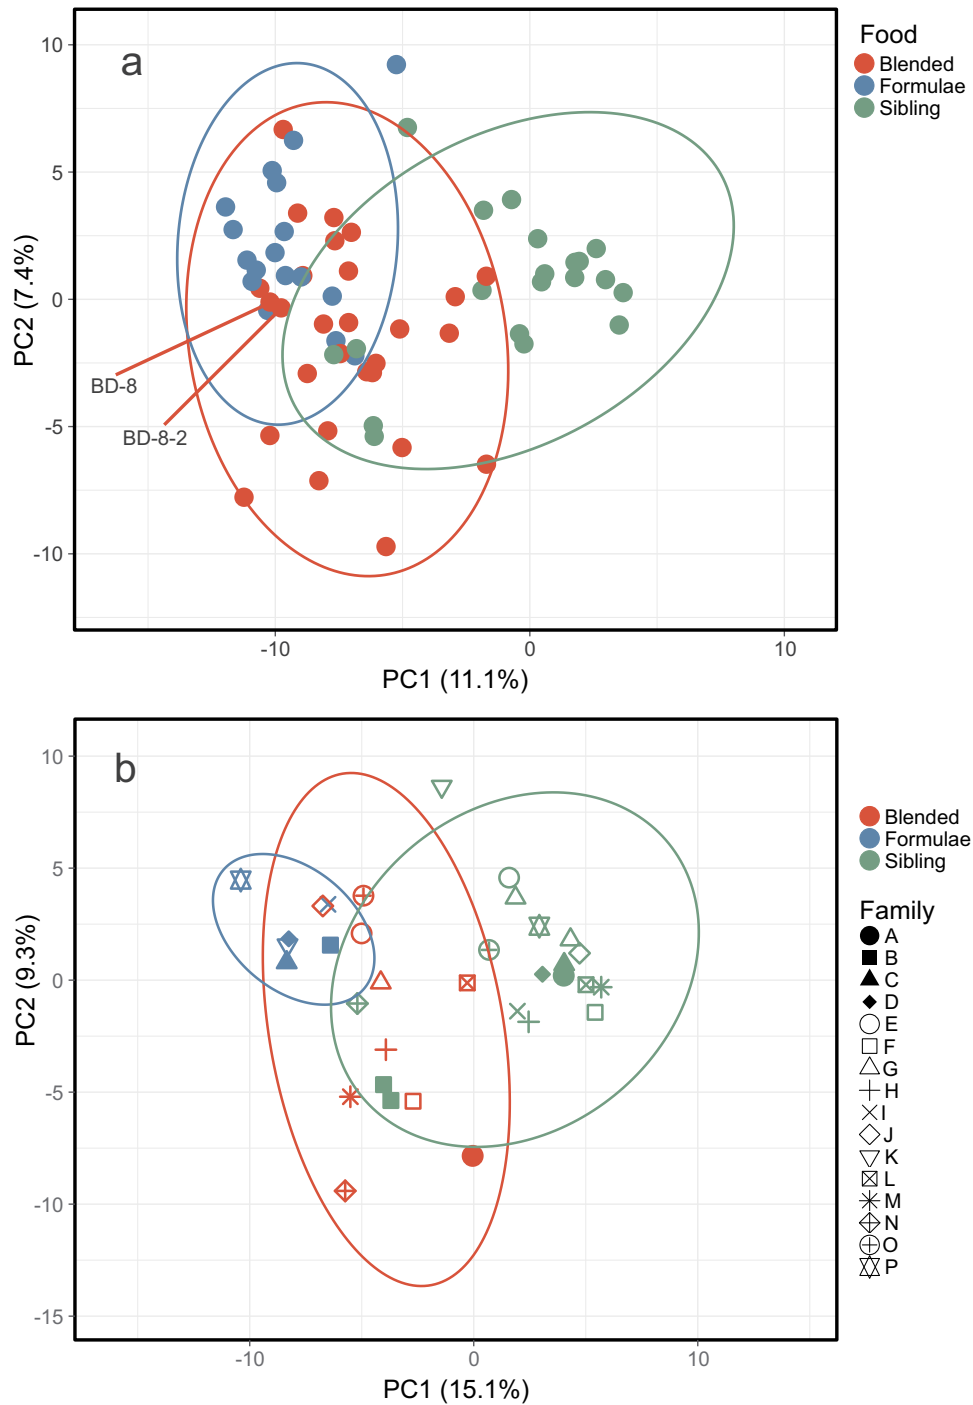 a
10
5
0
-5
-10
PC2 (7.4%)
BD-8
BD-8-2
-10
0
10
PC1 (11.1%)
Food
Blended
Formulae
Sibling
b
10
5
0
-5
-10
-15
PC2 (9.3%)
-10
0
10
PC1 (15.1%)
Blended
Formulae
Sibling
Family
A
B
C
D
E
F
G
H
I
J
K
L
M
N
O
P